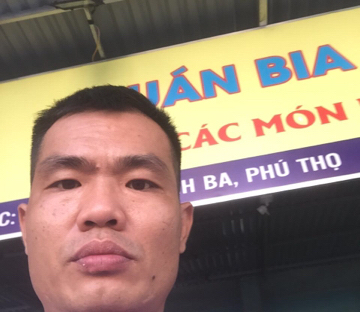 UÁN BIA
CÁC MÓN
C: H BA, PHÚ THỌ